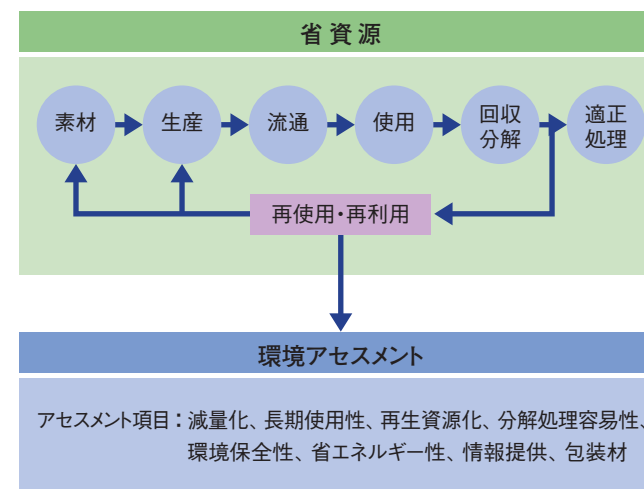 省資源
素材
生産
流通
使用
回収
分解
適正
処理
再使用・再利用
環境アセスメント
アセスメント項目：減量化、長期使用性、再生資源化、分解処理容易性、
環境保全性、省エネルギー性、情報提供、包装材